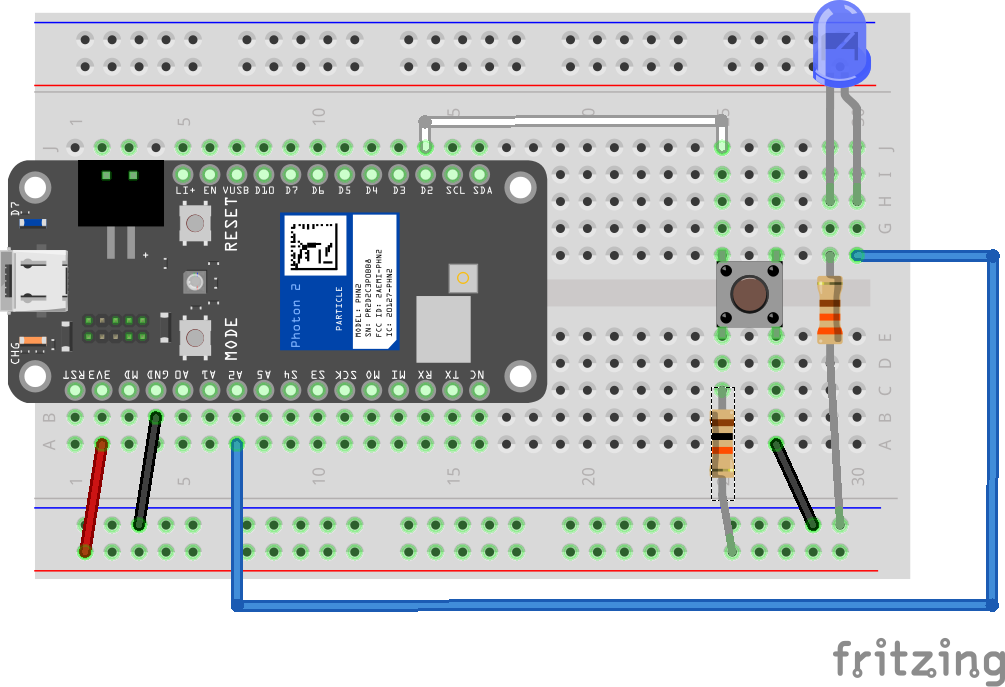 1 5 10 15 20 25 30
J
I
H
G
LI+ EN VUSB D10 D7 D6 D5 D4 D3 D2 SCL SDA
D7
RESET
+
Photon 2
PARTICLE
MODEL: PHN2
FCC ID: 2AEMI-PHN2
IC: 20127-PHN2
MODE
CHG
RST 3V3 MD GND A0 A1 A2 A5 S4 S3 SCK MO MI RX TX NC
E
D
C
B B
A A
1 5 10 15 20 30
fritzing